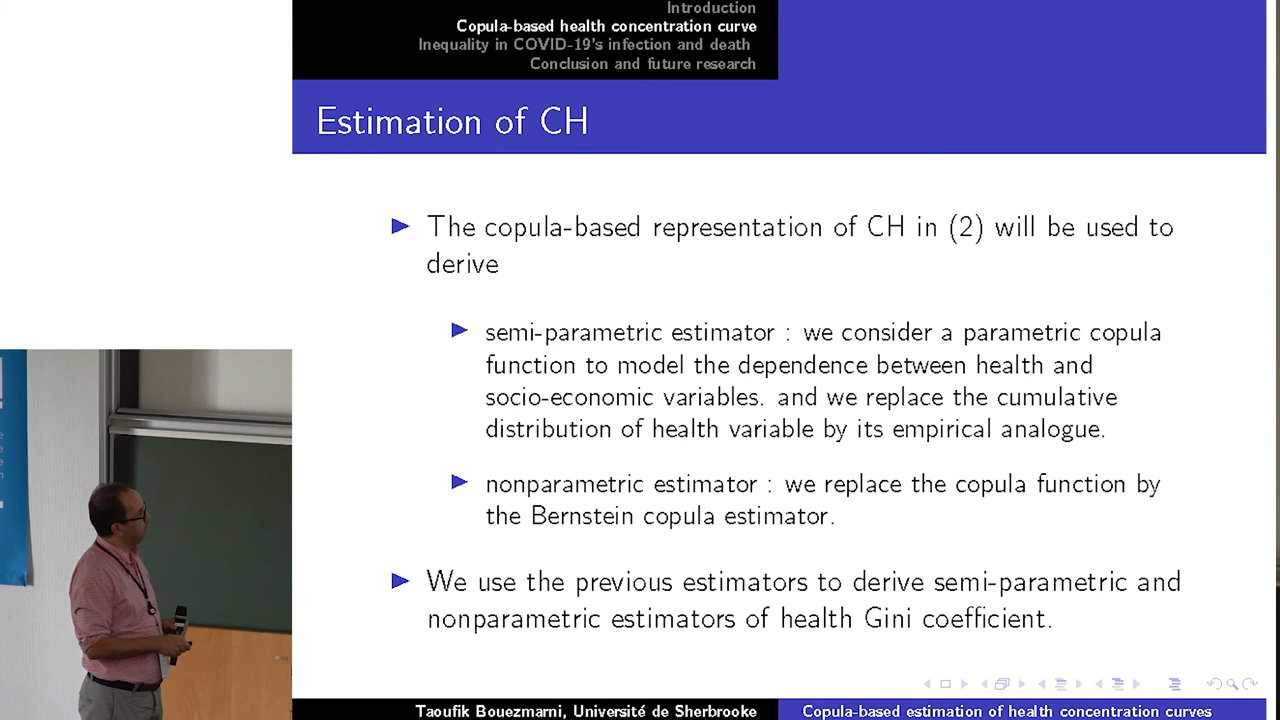 Introduction
Copula-based health concentration curve
Inequality in COVID-19's infection and death
Conclusion and future research
Estimation of CH
The copula-based representation of CH in (2) will be used to
derive
semi-parametric estimator : we consider a parametric copula
function to model the dependence between health and
socio-economic variables. and we replace the cumulative
distribution of health variable by its empirical analogue.
nonparametric estimator : we replace the copula function by
the Bernstein copula estimator.
We use the previous estimators to derive semi-parametric and
nonparametric estimators of health Gini coefficient.
Taoufik Bouezmarni, Université de Sherbrooke
Copula-based estimation of health concentration curves